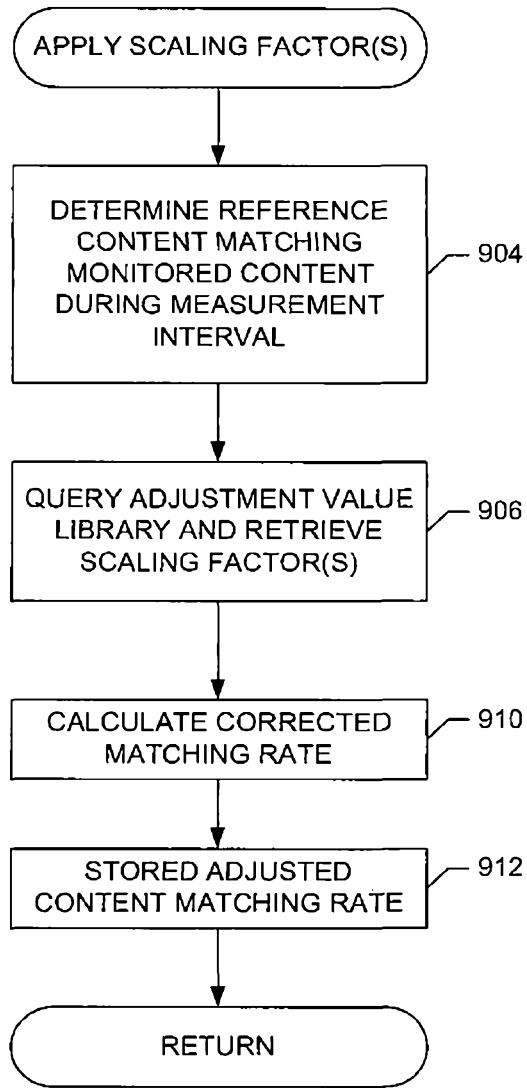 APPLY SCALING FACTOR(S)
DETERMINE REFERENCE
CONTENT MATCHING
MONITORED CONTENT
DURING MEASUREMENT
INTERVAL
904
QUERY ADJUSTMENT VALUE
LIBRARY AND RETRIEVE
SCALING FACTOR(S)
906
CALCULATE CORRECTED
MATCHING RATE
910
STORED ADJUSTED
CONTENT MATCHING RATE
912
RETURN